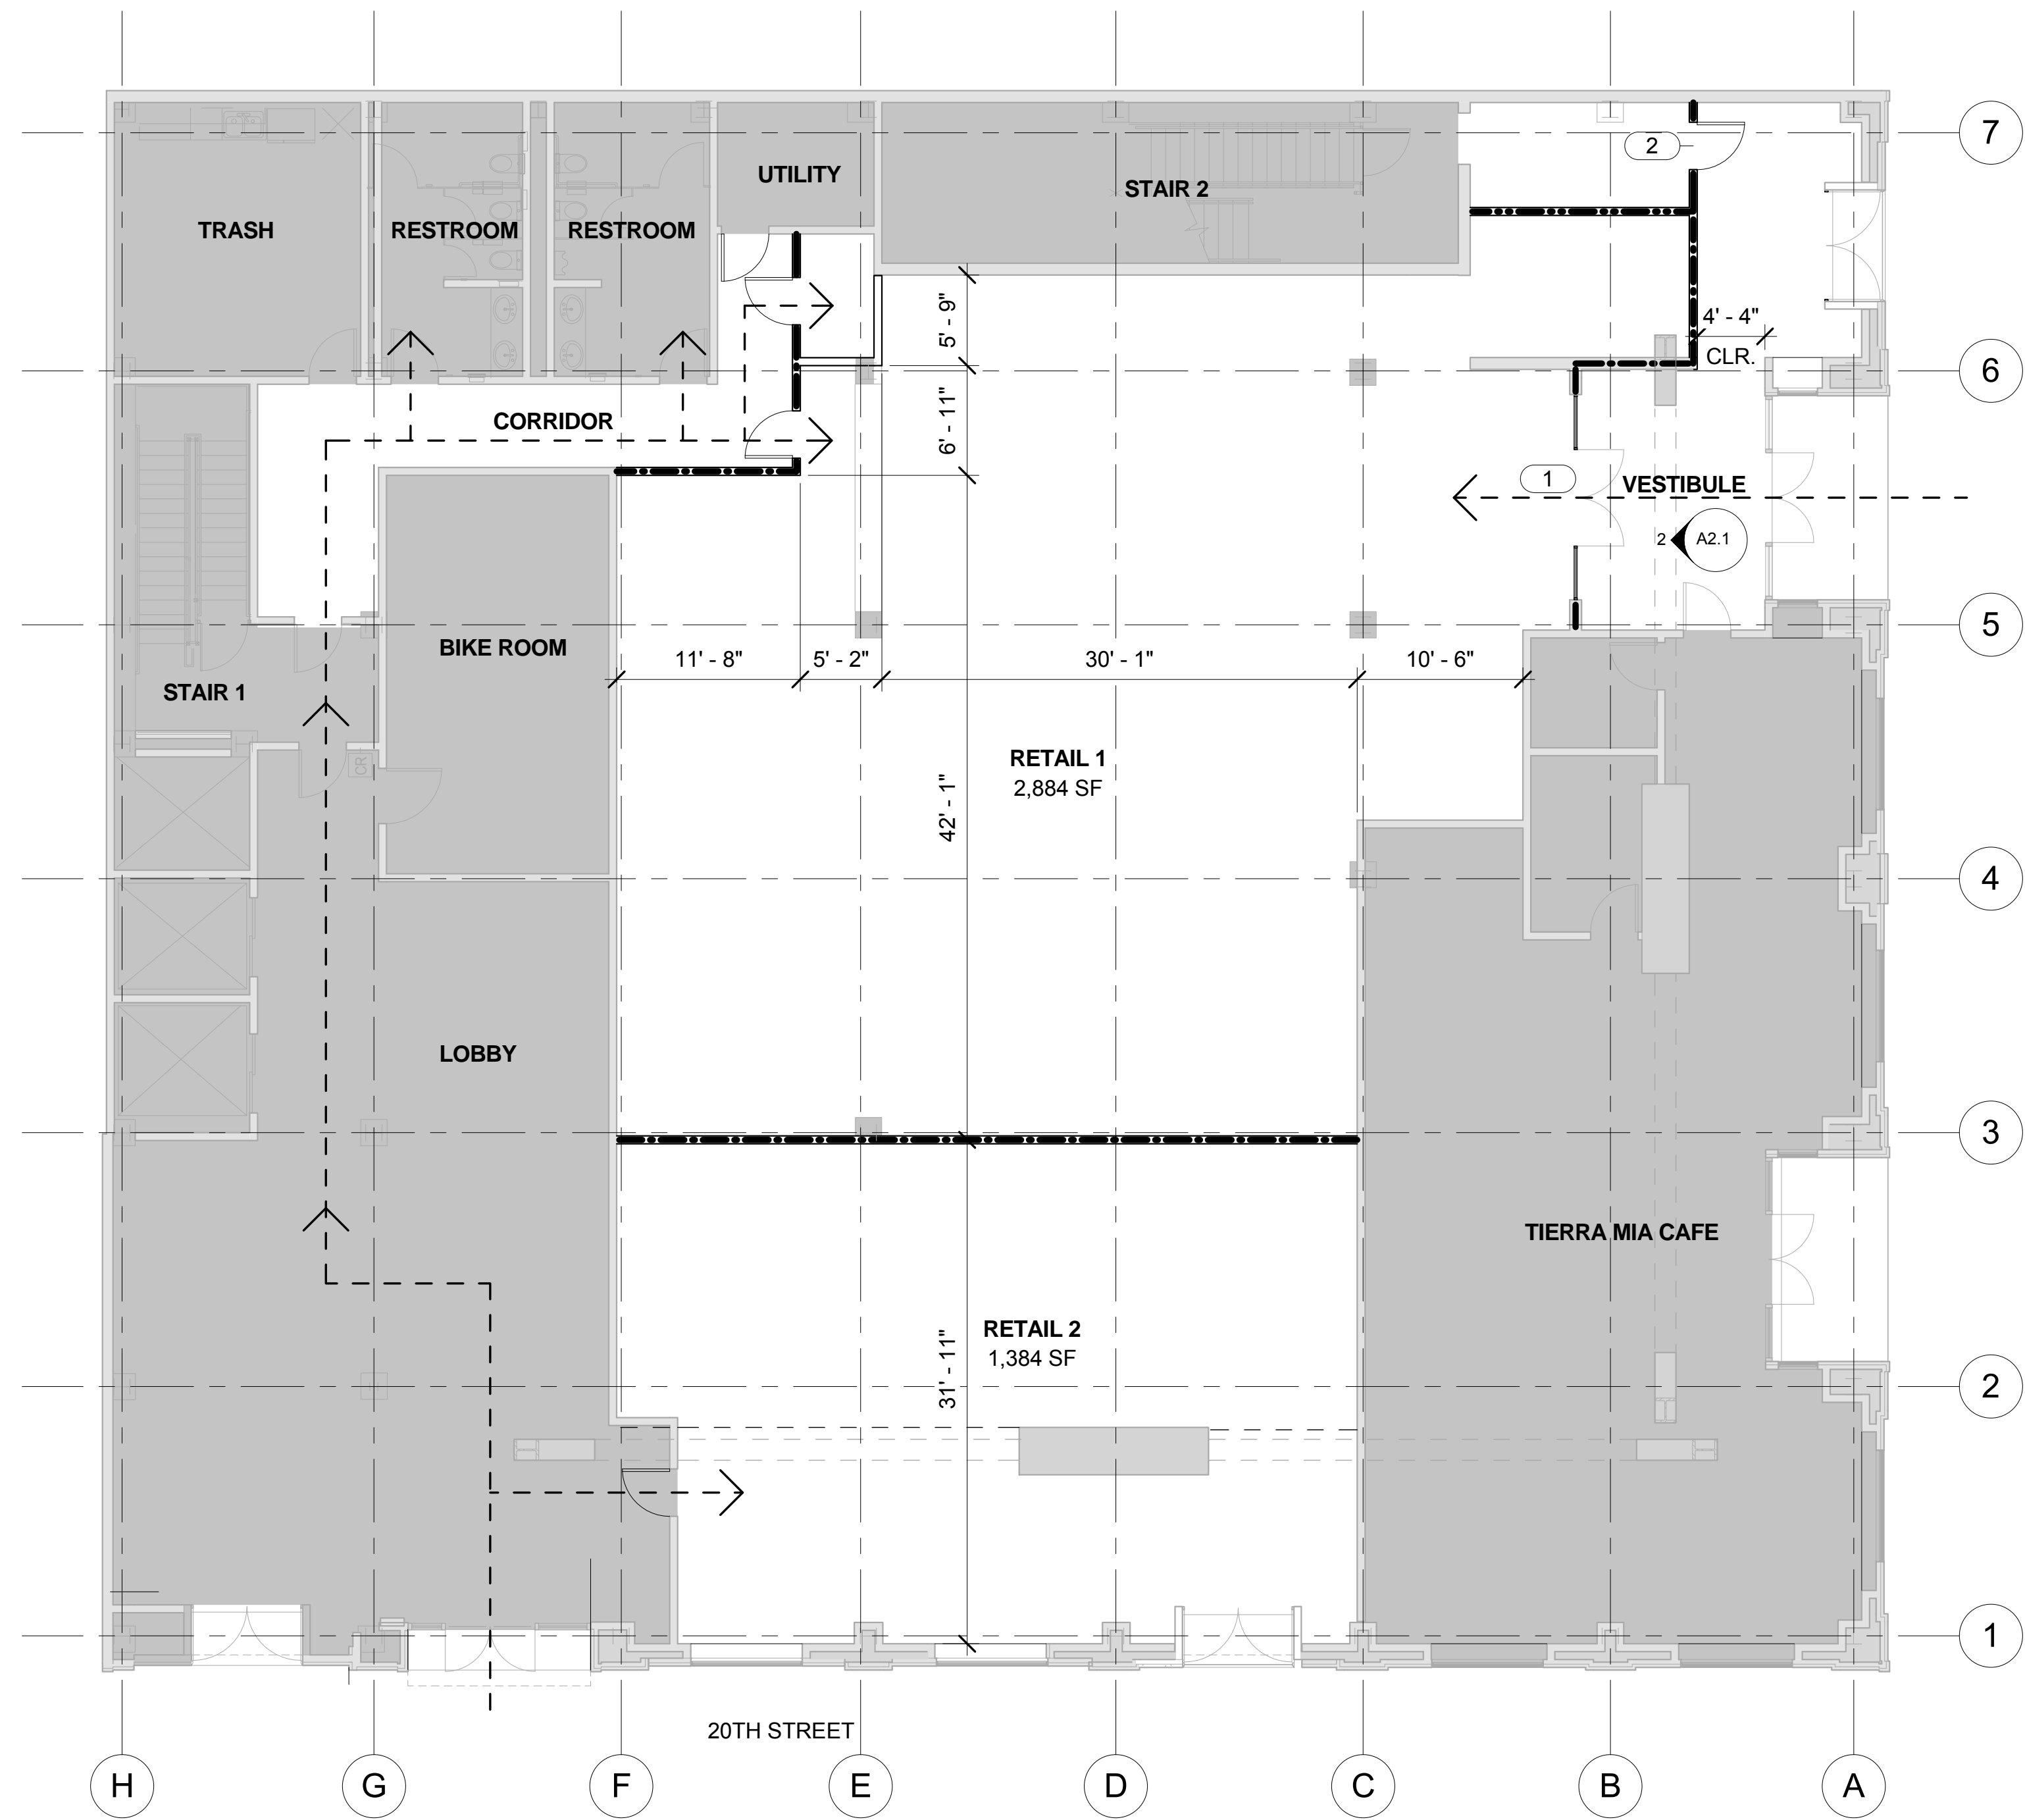 7
2
UTILITY
STAIR 2
TRASH
RESTROOM
RESTROOM
5' - 9"
4' - 4"
CLR.
6
6' - 11"
CORRIDOR
1
VESTIBULE
2
A2.1
5
BIKE ROOM
11' - 8"
5' - 2"
30' - 1"
10' - 6"
STAIR 1
CR
RETAIL 1
2,884 SF
42' - 1"
4
LOBBY
3
TIERRA MIA CAFE
RETAIL 2
1,384 SF
31' - 11"
2
1
20TH STREET
H
G
F
E
D
C
B
A